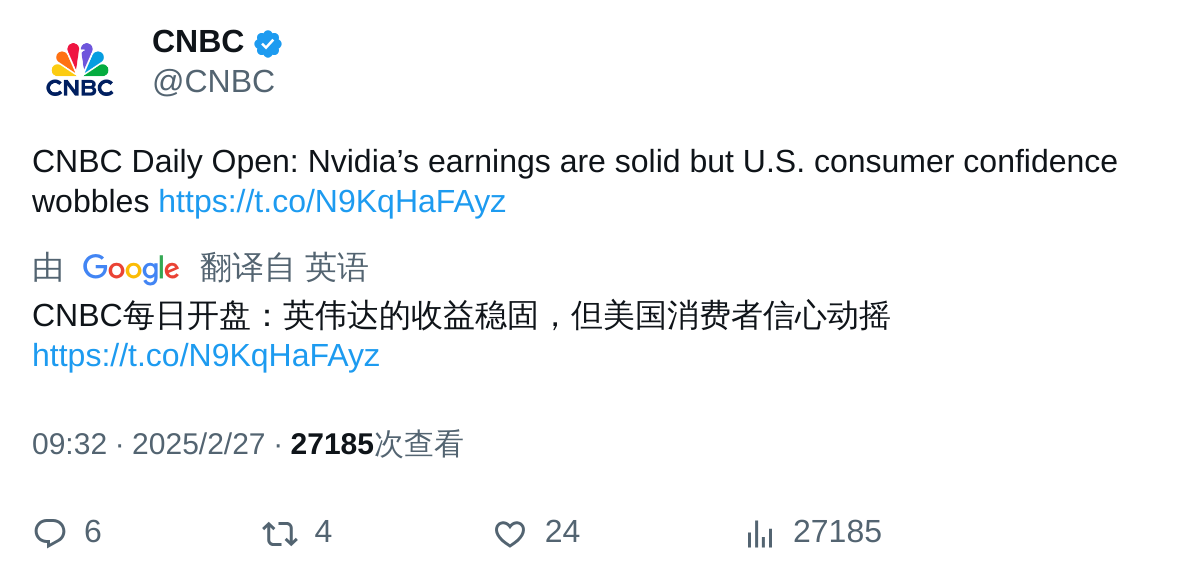 CNBC
CNBC
@CNBC
CNBC Daily Open: Nvidia’s earnings are solid but U.S. consumer confidence
wobbles https://t.co/N9KqHaFAyz
由 Google 翻译自 英语
CNBC每日开盘：英伟达的收益稳固，但美国消费者信心动摇
https://t.co/N9KqHaFAyz
09:32 · 2025/2/27 · 27185次查看
6 4 24 27185